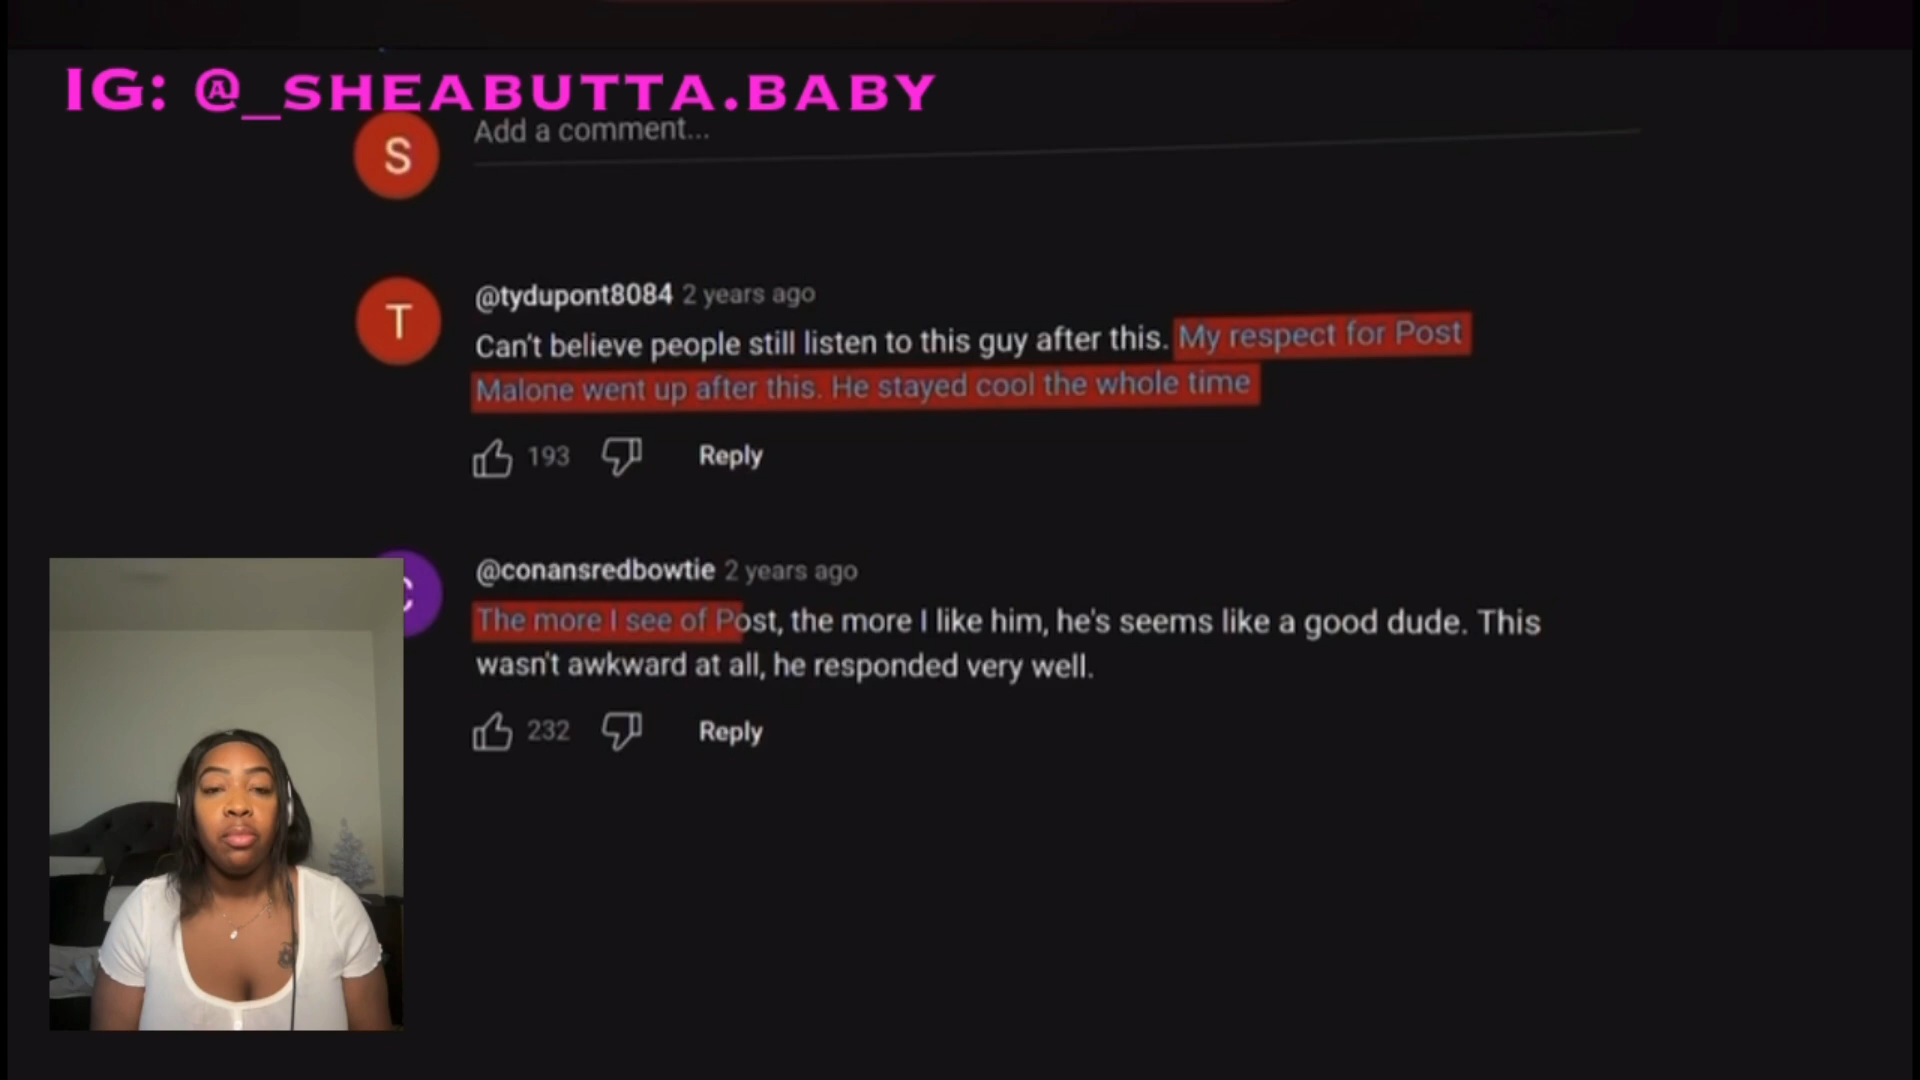 IG: @_SHEABUTTA.BABY
Add a comment...
S
@tydupont8084 2 years ago
T
Can't believe people still listen to this guy after this. My respect for Post
Malone went up after this. He stayed cool the whole time
193 Reply
@conansredbowtie 2 years ago
C
The more I see of Post, the more I like him, he's seems like a good dude. This
wasn't awkward at all, he responded very well.
232 Reply